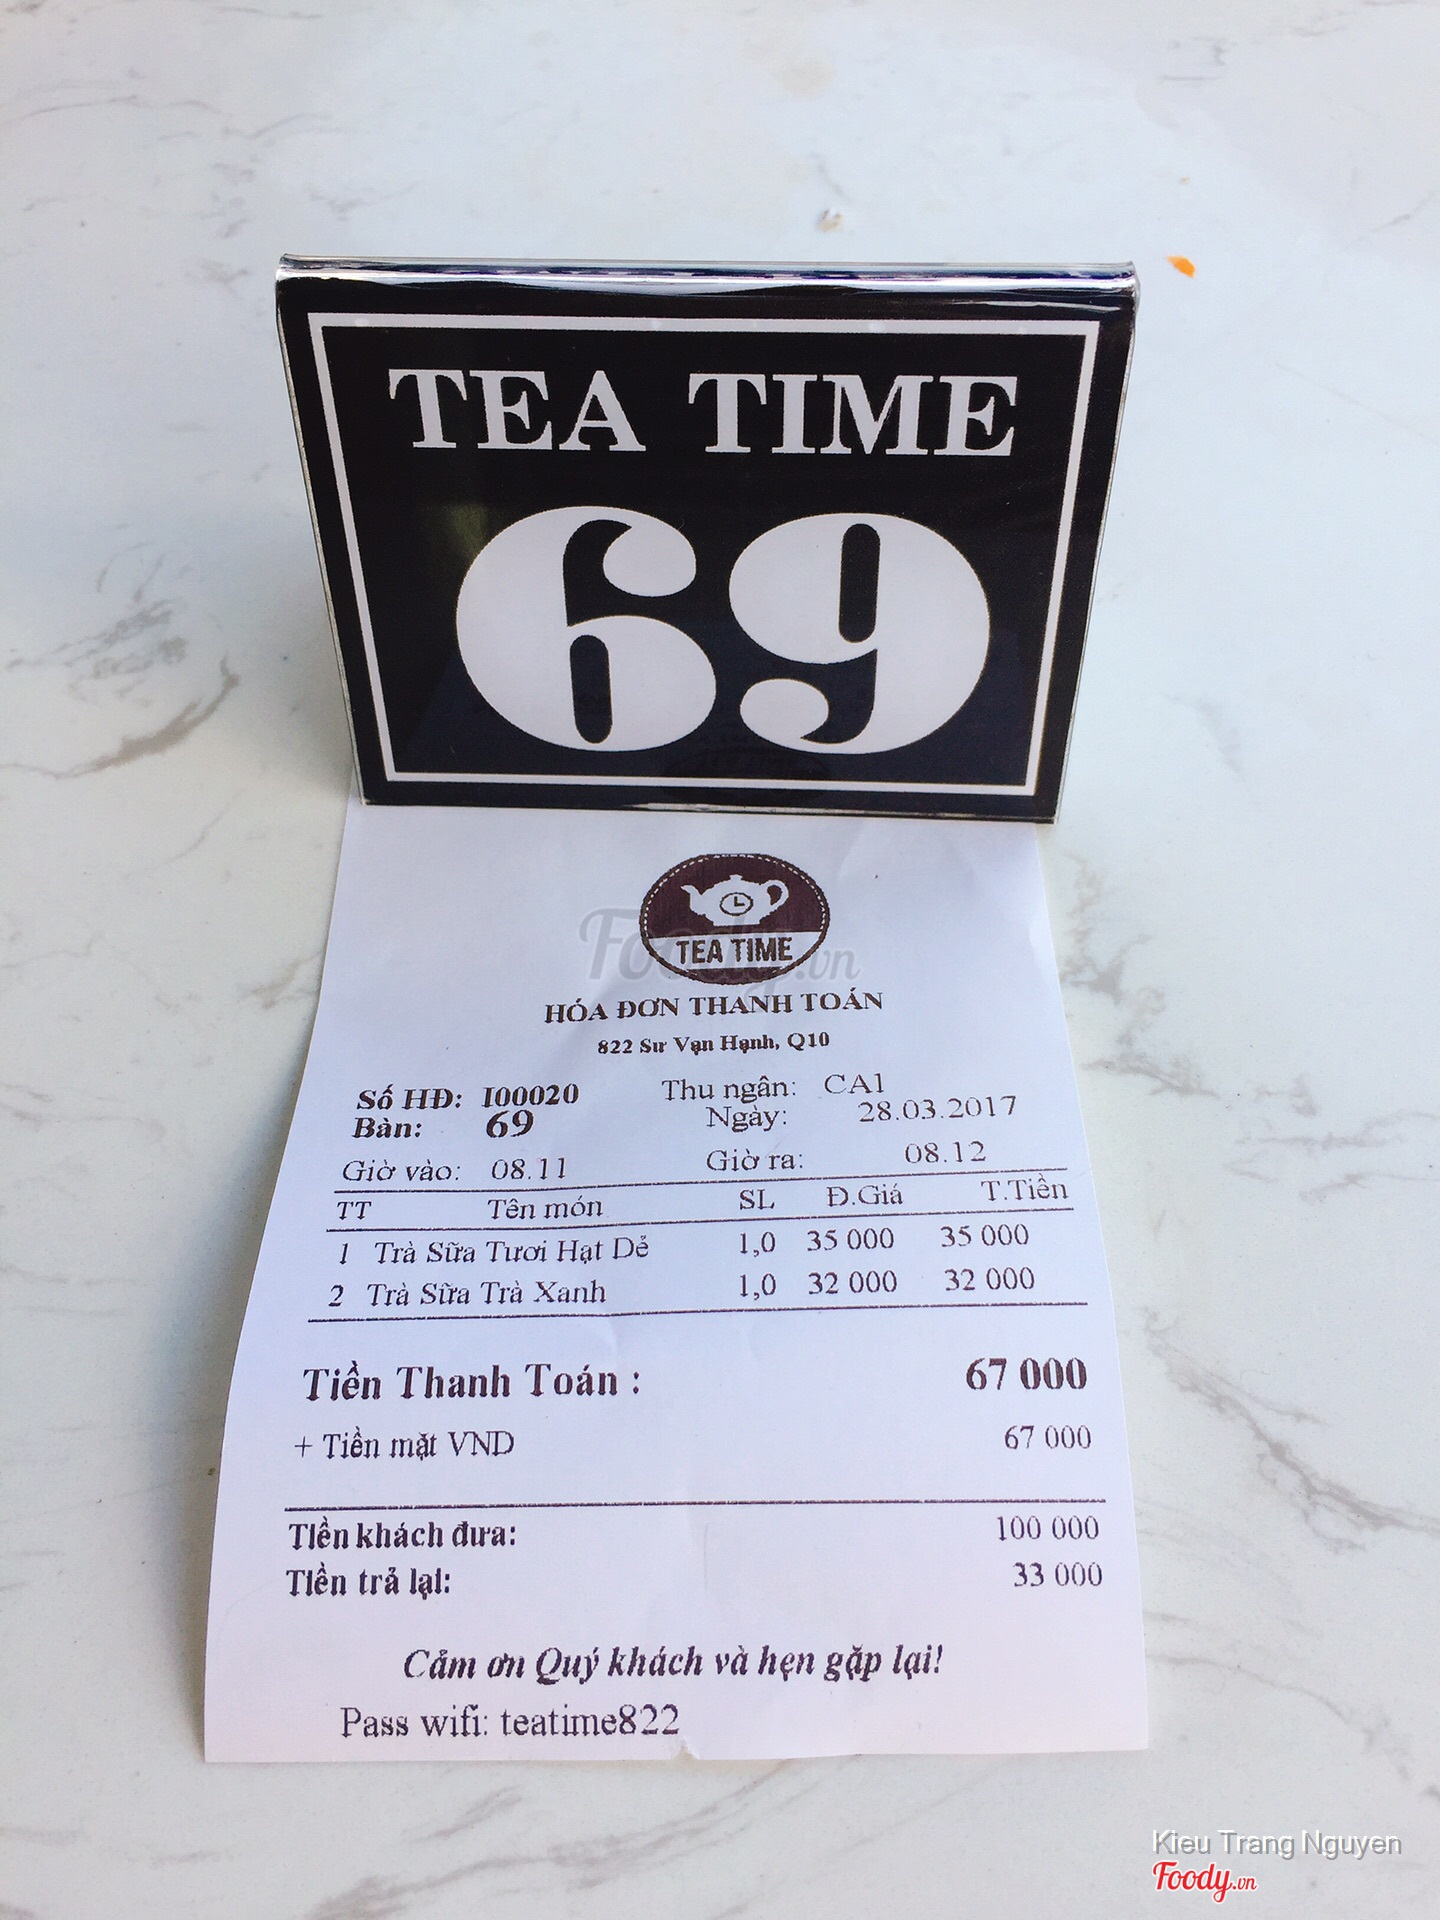 TEA TIME
69
TEA TIME
Foody.vn
HÓA ĐƠN THANH TOÁN
822 Sư Vạn Hạnh, Q10
Số HĐ: I00020 Thu ngân: CA1
Bàn: 69 Ngày: 28.03.2017
Giờ vào: 08.11 Giờ ra: 08.12
TT Tên món SL Đ.Giá T.Tiền
1 Trà Sữa Tươi Hạt Dẻ 1,0 35 000 35 000
2 Trà Sữa Trà Xanh 1,0 32 000 32 000
Tiền Thanh Toán : 67 000
+ Tiền mặt VND 67 000
Tiền khách đưa: 100 000
Tiền trả lại: 33 000
Cảm ơn Quý khách và hẹn gặp lại!
Pass wifi: teatime822
Kieu Trang Nguyen
Foody.vn